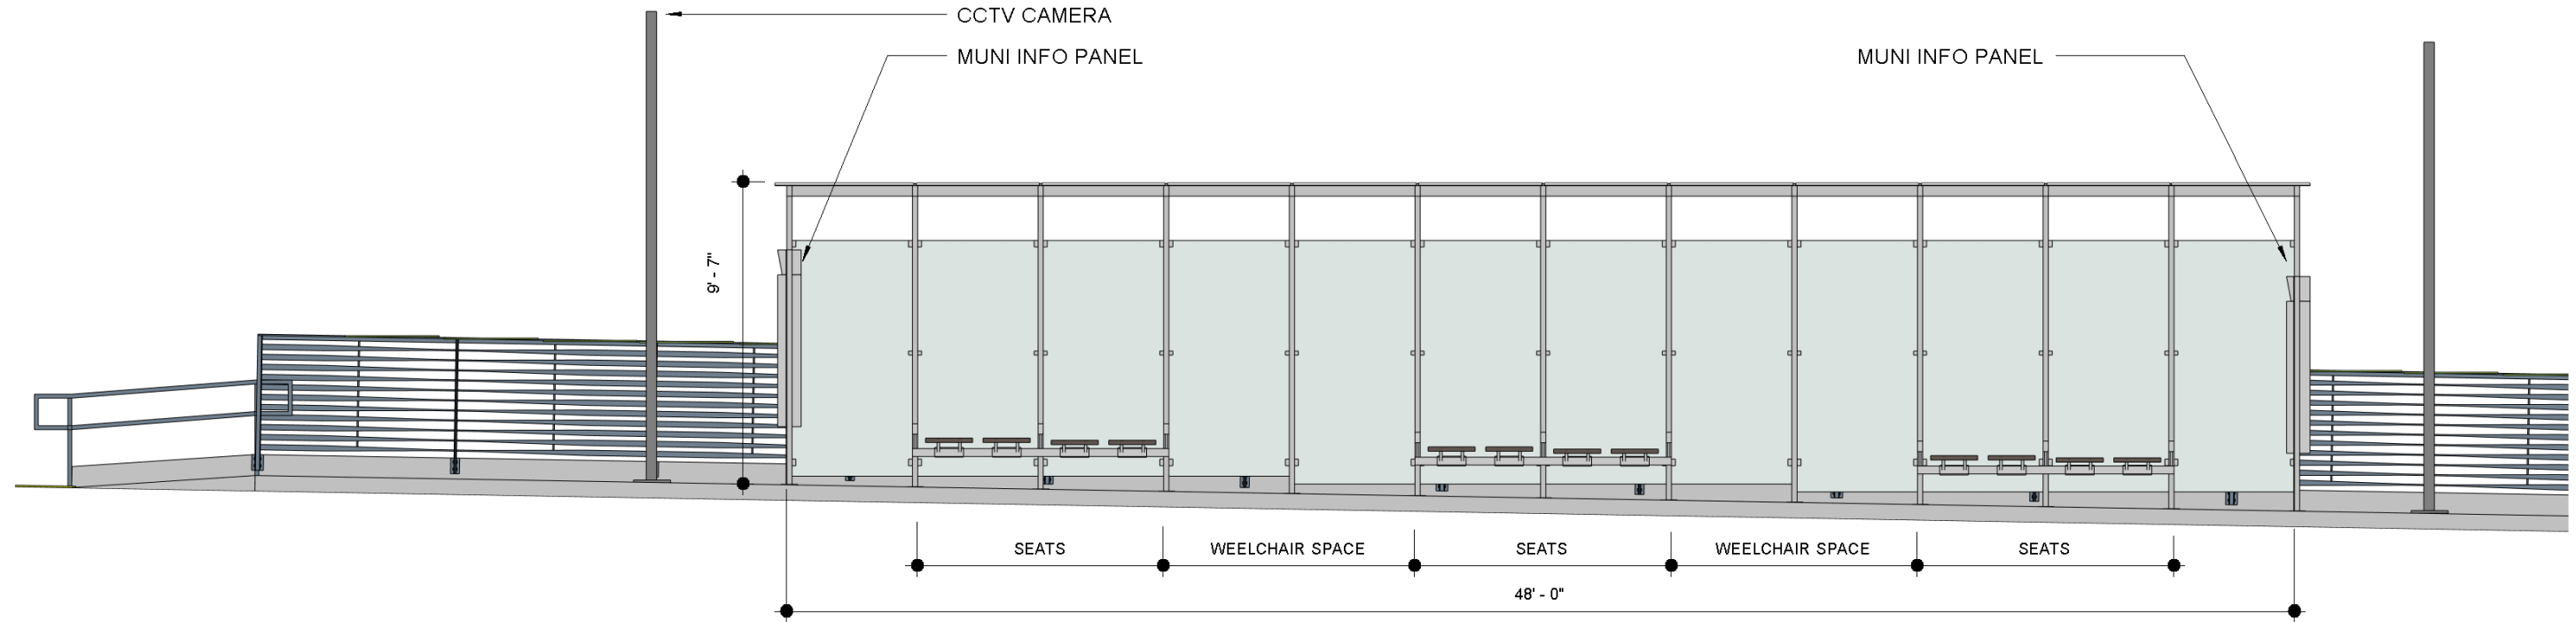 CCTV CAMERA
MUNI INFO PANEL
MUNI INFO PANEL
9' - 7"
SEATS
WEELCHAIR SPACE
SEATS
WEELCHAIR SPACE
SEATS
48' - 0"